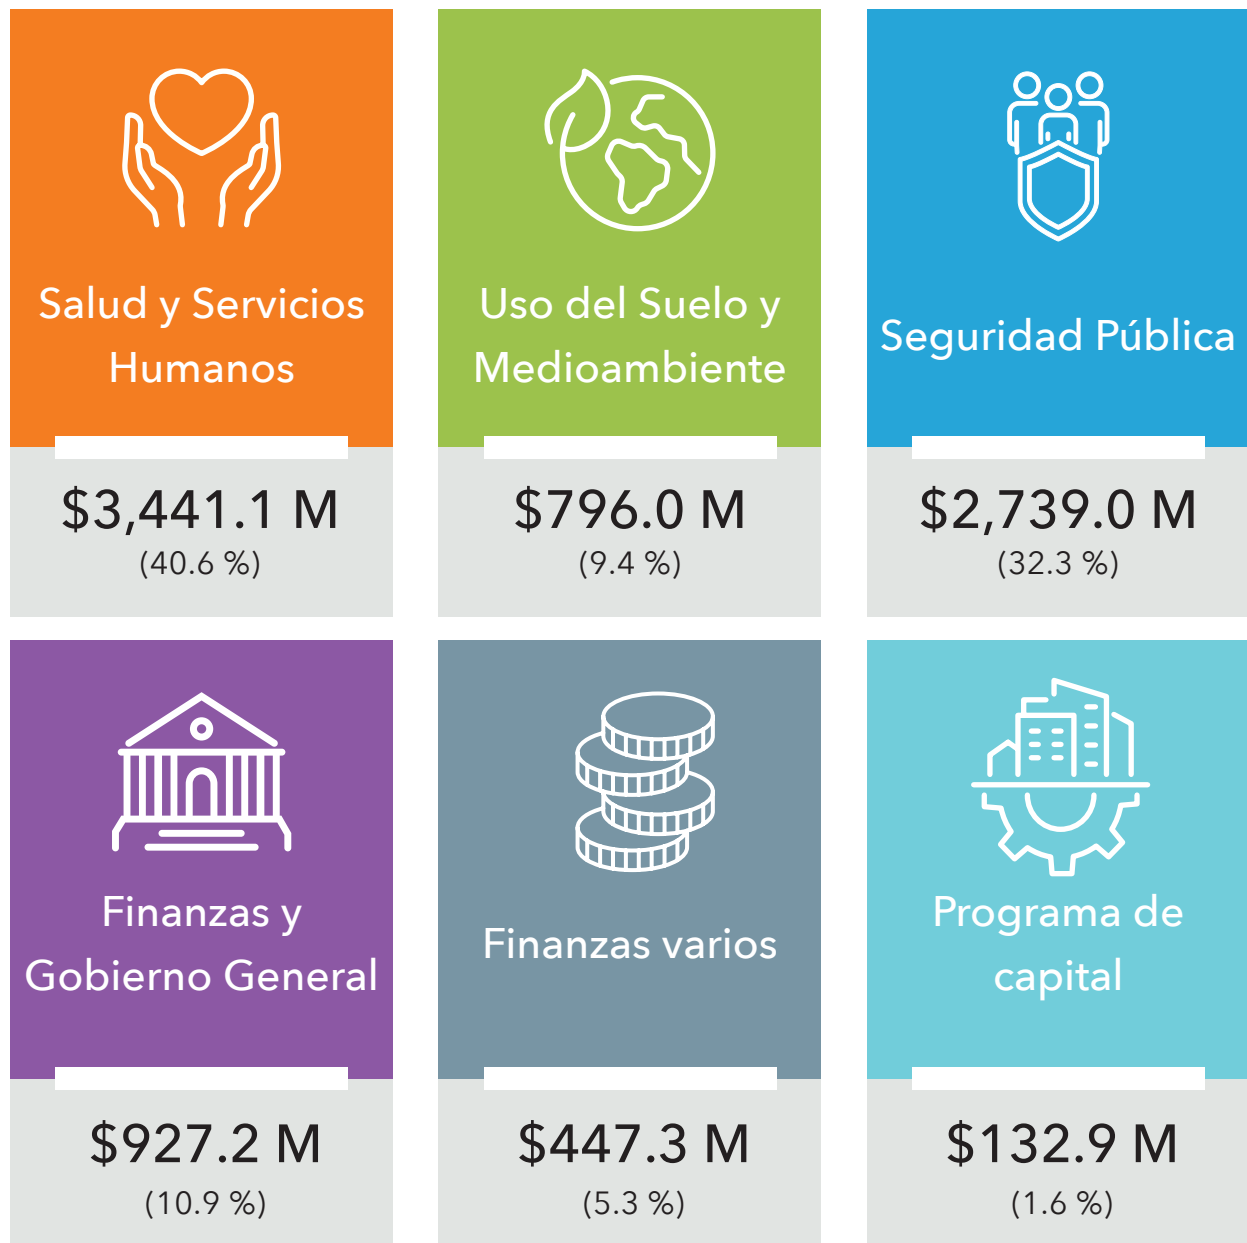 Salud y Servicios
Humanos
$3,441.1 M
(40.6 %)
Uso del Suelo y
Medioambiente
$796.0 M
(9.4 %)
Seguridad Pública
$2,739.0 M
(32.3 %)
Finanzas y
Gobierno General
$927.2 M
(10.9 %)
Finanzas varios
$447.3 M
(5.3 %)
Programa de
capital
$132.9 M
(1.6 %)